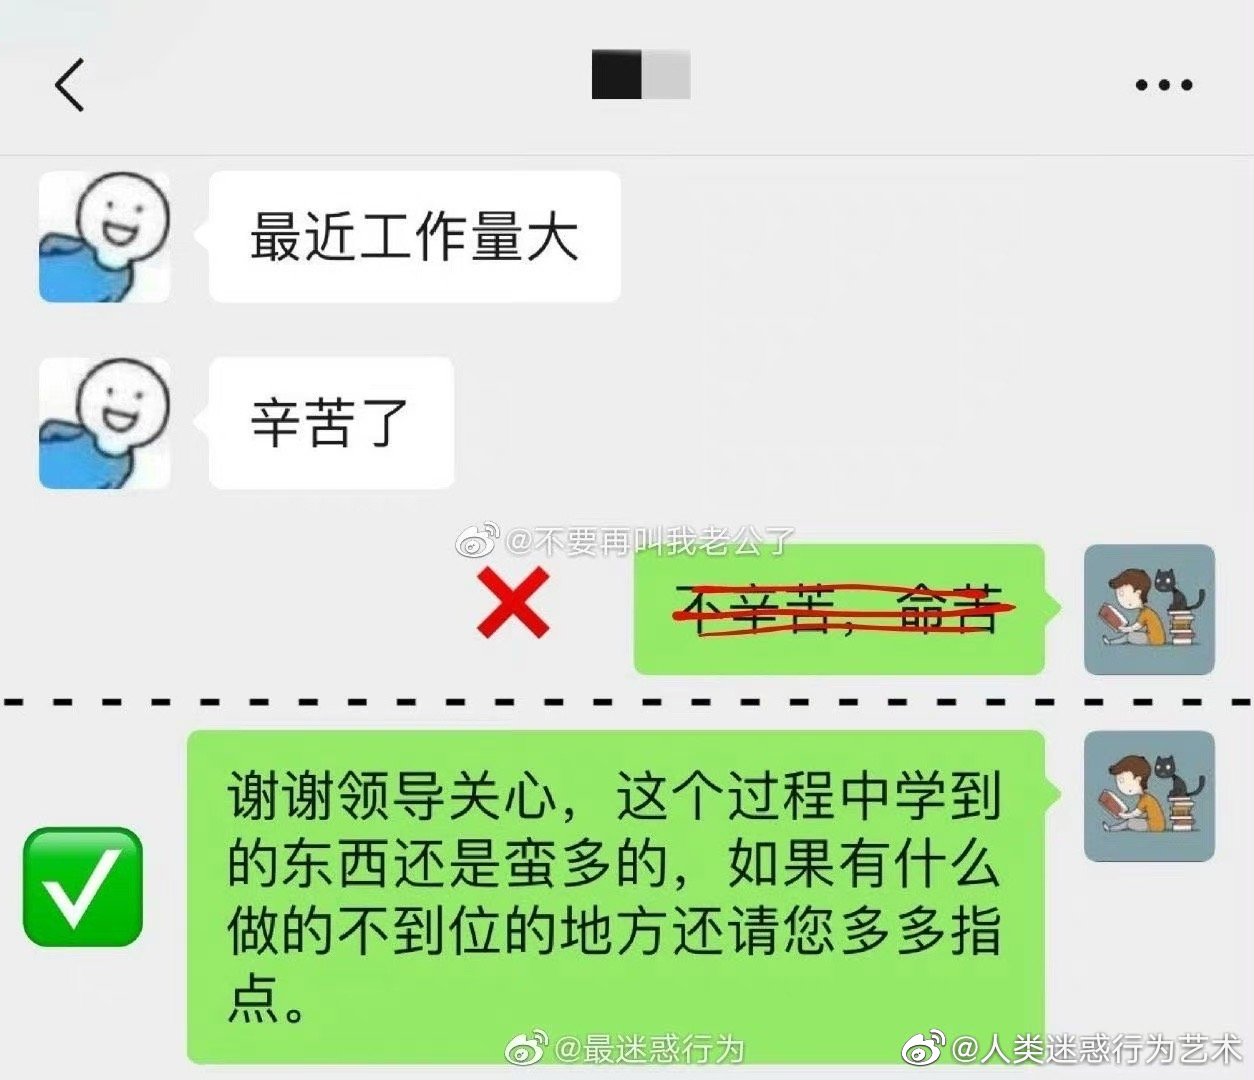 最近工作量大
辛苦了
@不要再叫我老公了
不辛苦，命苦
谢谢领导关心，这个过程中学到
的东西还是蛮多的，如果有什么
做的不到位的地方还请您多多指
点。
@最迷惑行为
@人类迷惑行为艺术